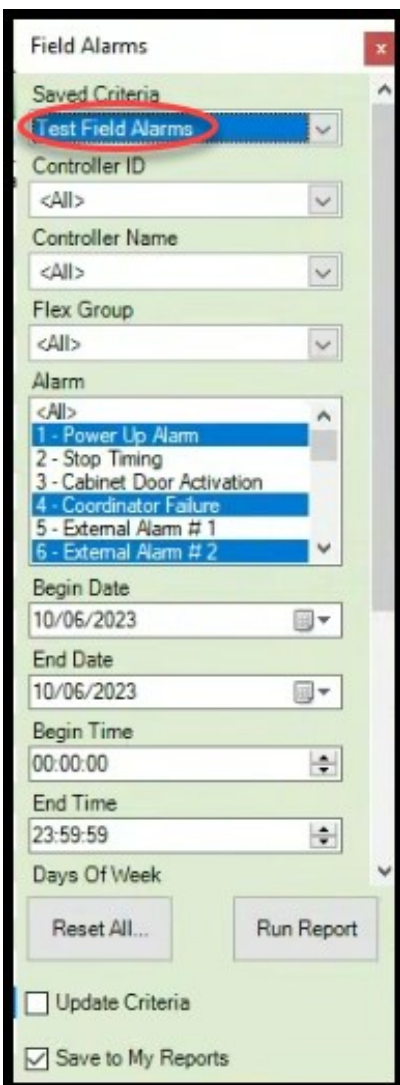 Field Alarms
x
Saved Criteria
Test Field Alarms
Controller ID
<All>
Controller Name
<All>
Flex Group
<All>
Alarm
<All>
1 - Power Up Alarm
2 - Stop Timing
3 - Cabinet Door Activation
4 - Coordinator Failure
5 - External Alarm # 1
6 - External Alarm # 2
Begin Date
10/06/2023
End Date
10/06/2023
Begin Time
00:00:00
End Time
23:59:59
Days Of Week
Reset All... Run Report
Update Criteria
Save to My Reports